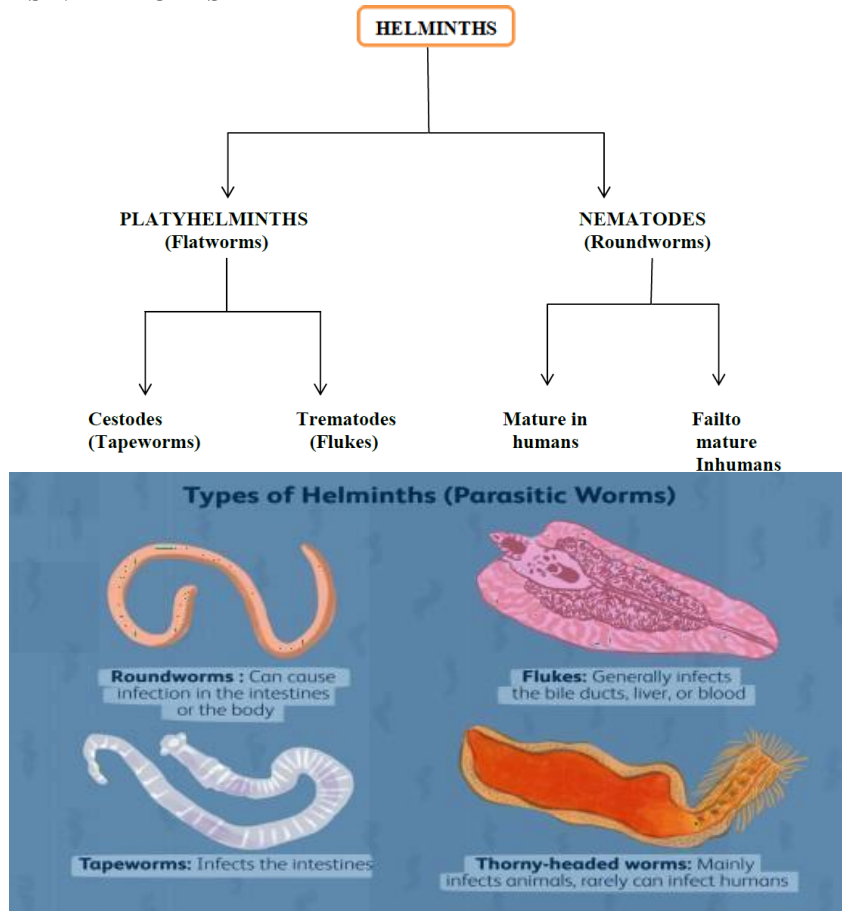 HELMINTHS
PLATYHELMINTHS
(Flatworms)
NEMATODES
(Roundworms)
Cestodes
(Tapeworms)
Trematodes
(Flukes)
Mature in
humans
Failto
mature
Inhumans
Types of Helminths (Parasitic Worms)
Roundworms : Can cause
infection in the intestines
or the body
Flukes: Generally infects
the bile ducts, liver, or blood
Tapeworms: Infects the intestines
Thorny-headed worms: Mainly
infects animals, rarely can infect humans